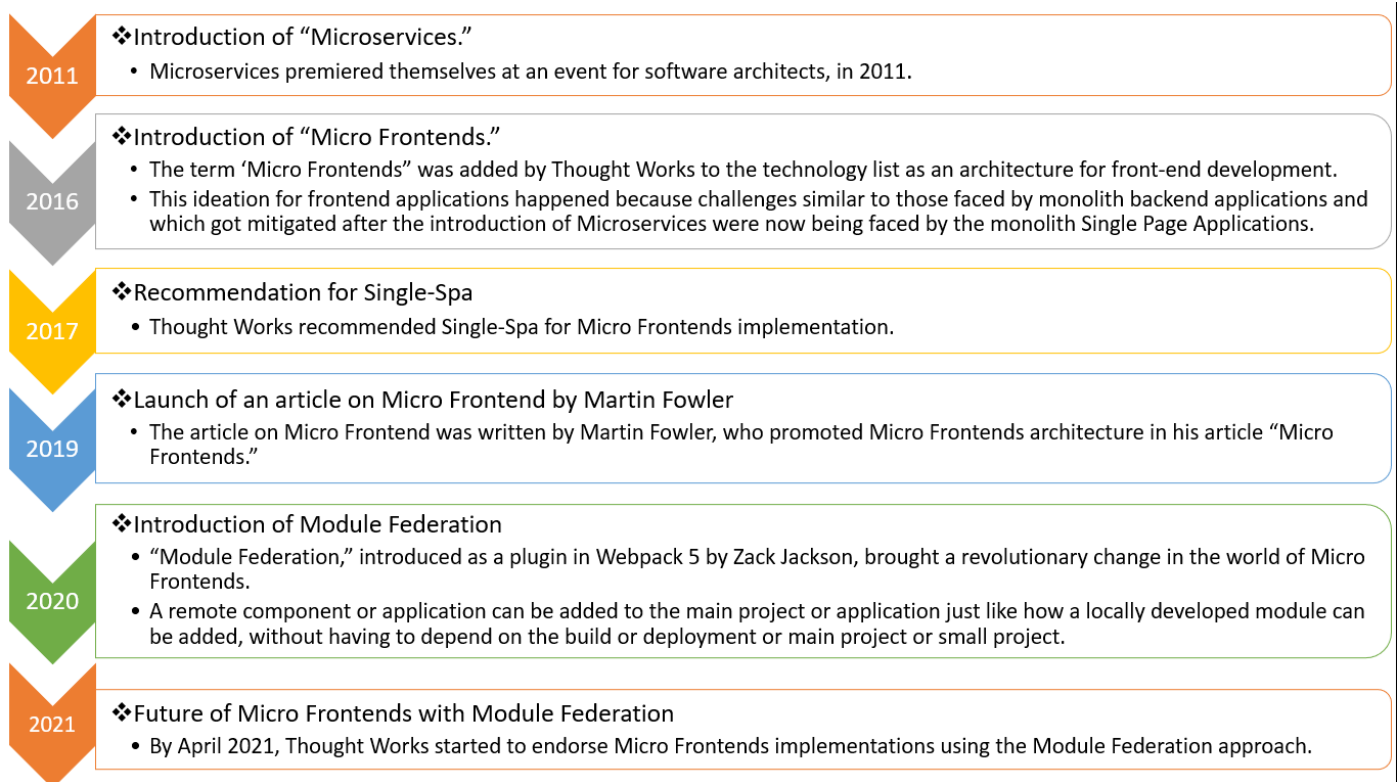 2011
❖Introduction of “Microservices.”
• Microservices premiered themselves at an event for software architects, in 2011.
2016
❖Introduction of “Micro Frontends.”
• The term ‘Micro Frontends” was added by Thought Works to the technology list as an architecture for front-end development.
• This ideation for frontend applications happened because challenges similar to those faced by monolith backend applications and
which got mitigated after the introduction of Microservices were now being faced by the monolith Single Page Applications.
2017
❖Recommendation for Single-Spa
• Thought Works recommended Single-Spa for Micro Frontends implementation.
2019
❖Launch of an article on Micro Frontend by Martin Fowler
• The article on Micro Frontend was written by Martin Fowler, who promoted Micro Frontends architecture in his article “Micro
Frontends.”
2020
❖Introduction of Module Federation
• “Module Federation,” introduced as a plugin in Webpack 5 by Zack Jackson, brought a revolutionary change in the world of Micro
Frontends.
• A remote component or application can be added to the main project or application just like how a locally developed module can
be added, without having to depend on the build or deployment or main project or small project.
2021
❖Future of Micro Frontends with Module Federation
• By April 2021, Thought Works started to endorse Micro Frontends implementations using the Module Federation approach.